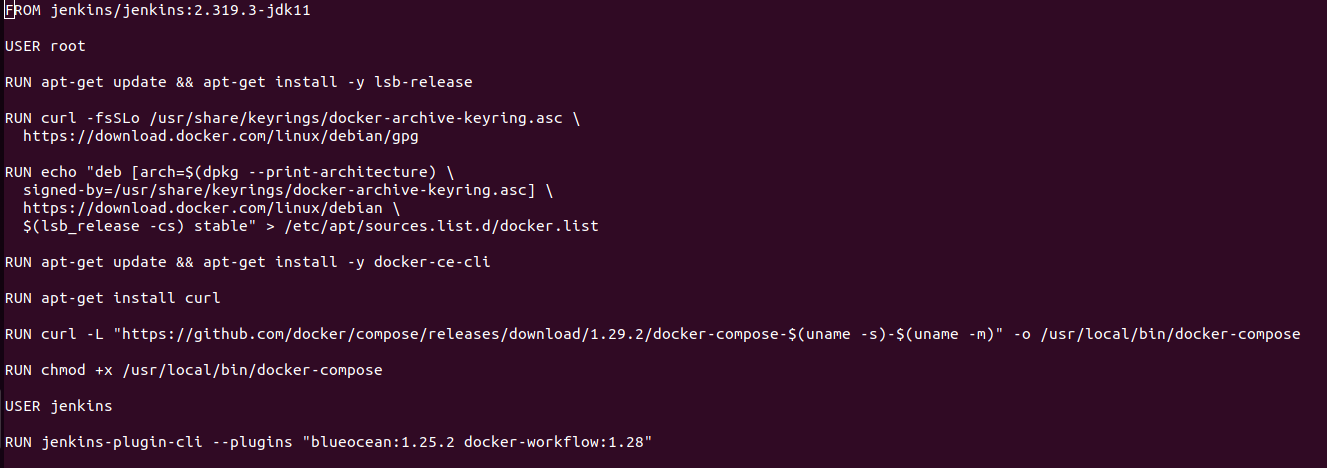 FROM jenkins/jenkins:2.319.3-jdk11
USER root
RUN apt-get update && apt-get install -y lsb-release
RUN curl -fsSLo /usr/share/keyrings/docker-archive-keyring.asc \
  https://download.docker.com/linux/debian/gpg
RUN echo "deb [arch=$(dpkg --print-architecture) \
  signed-by=/usr/share/keyrings/docker-archive-keyring.asc] \
  https://download.docker.com/linux/debian \
  $(lsb_release -cs) stable" > /etc/apt/sources.list.d/docker.list
RUN apt-get update && apt-get install -y docker-ce-cli
RUN apt-get install curl
RUN curl -L "https://github.com/docker/compose/releases/download/1.29.2/docker-compose-$(uname -s)-$(uname -m)" -o /usr/local/bin/docker-compose
RUN chmod +x /usr/local/bin/docker-compose
USER jenkins
RUN jenkins-plugin-cli --plugins "blueocean:1.25.2 docker-workflow:1.28"